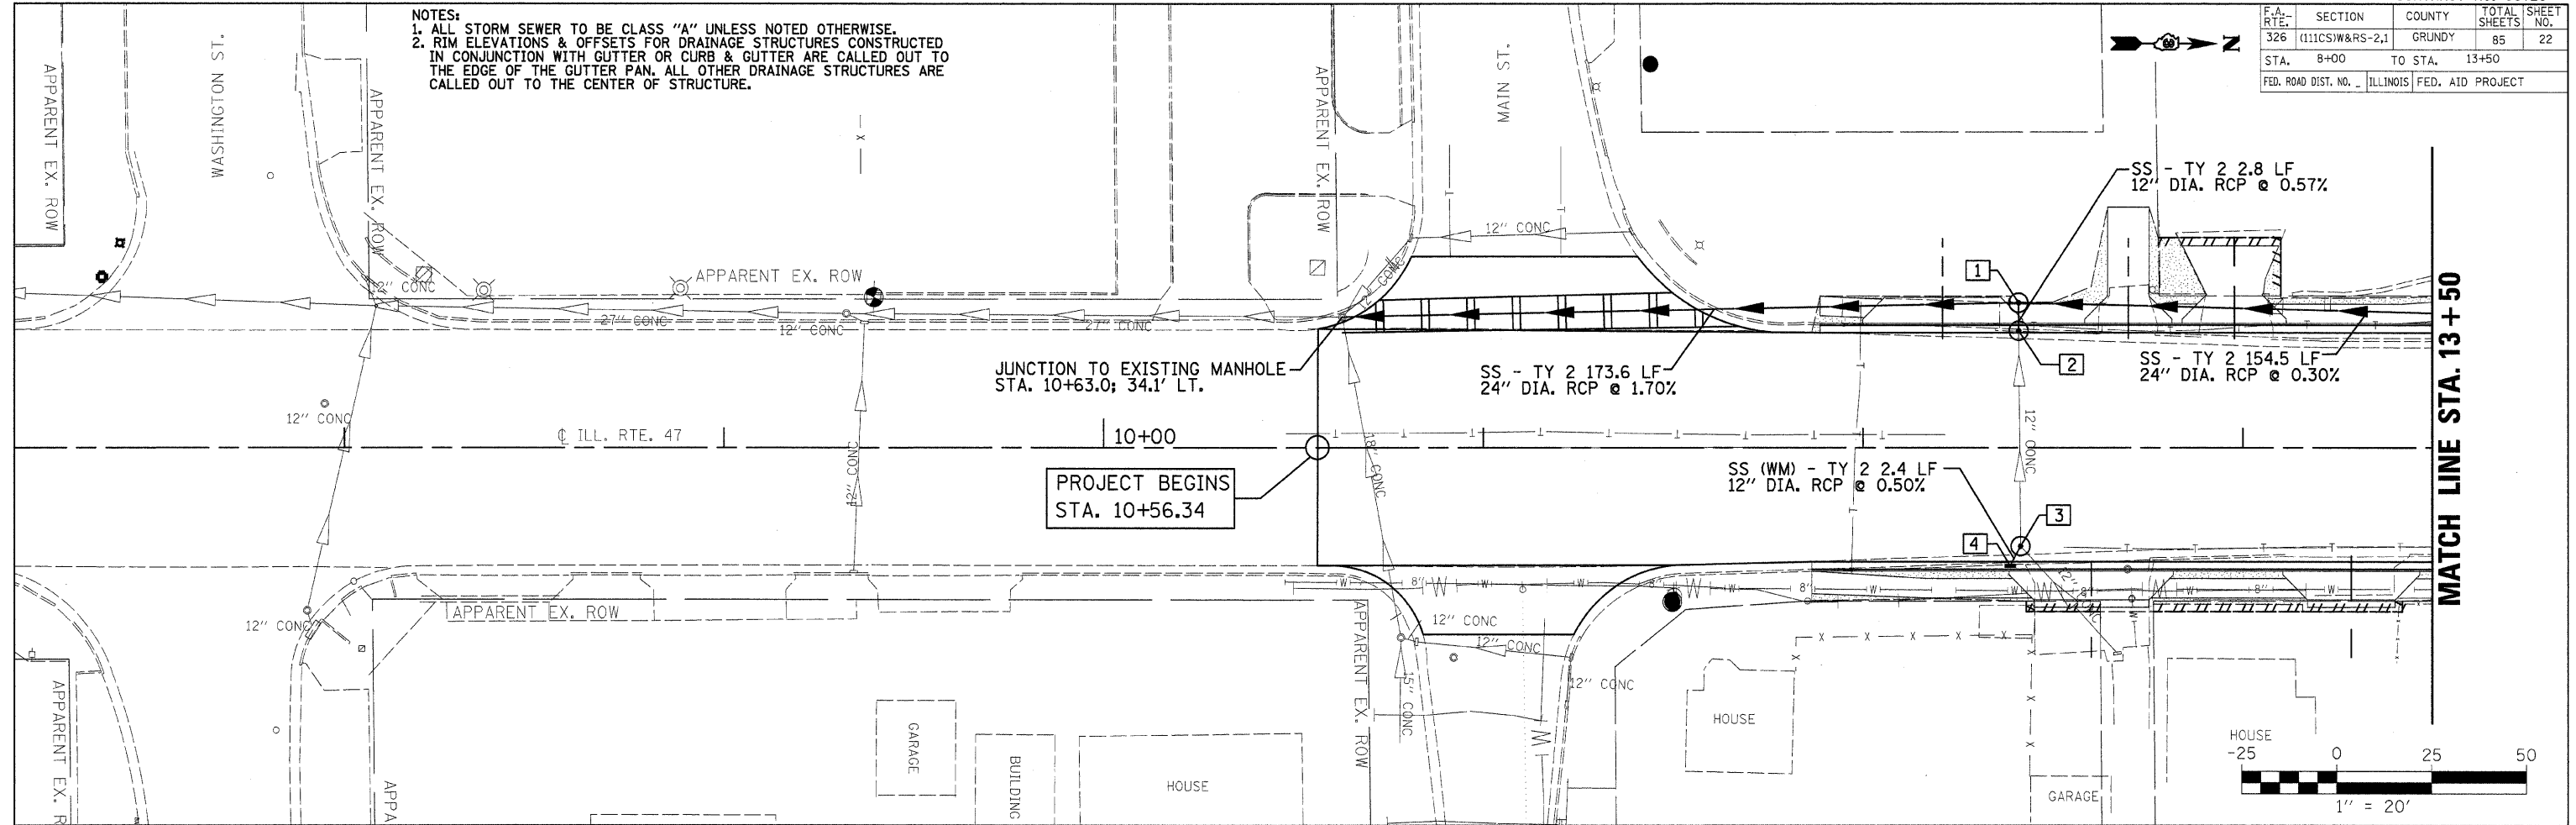 NOTES:
1. ALL STORM SEWER TO BE CLASS "A" UNLESS NOTED OTHERWISE.
2. RIM ELEVATIONS & OFFSETS FOR DRAINAGE STRUCTURES CONSTRUCTED
IN CONJUNCTION WITH GUTTER OR CURB & GUTTER ARE CALLED OUT TO
THE EDGE OF THE GUTTER PAN. ALL OTHER DRAINAGE STRUCTURES ARE
CALLED OUT TO THE CENTER OF STRUCTURE.
F.A. RTE. SECTION COUNTY TOTAL SHEETS SHEET NO.
326 (111CS)W&RS-2,1 GRUNDY 85 22
STA. 8+00 TO STA. 13+50
FED. ROAD DIST. NO. _ ILLINOIS FED. AID PROJECT
N
APPARENT EX. ROW
WASHINGTON ST.
APPARENT EX. ROW
APPARENT EX. ROW
MAIN ST.
SS - TY 2 2.8 LF
12" DIA. RCP @ 0.57%
12" CONC
APPARENT EX. ROW
12" CONC
27" CONC
12" CONC
27" CONC
1
2
JUNCTION TO EXISTING MANHOLE
STA. 10+63.0; 34.1' LT.
SS - TY 2 173.6 LF
24" DIA. RCP @ 1.70%
SS - TY 2 154.5 LF
24" DIA. RCP @ 0.30%
MATCH LINE STA. 13+50
12" CONC
℄ ILL. RTE. 47
10+00
12" CONC
18" CONC
12" CONC
PROJECT BEGINS
STA. 10+56.34
SS (WM) - TY 2 2.4 LF
12" DIA. RCP @ 0.50%
3
4
12" CONC
8"
8"
12" CONC
APPARENT EX. ROW
APPARENT EX. ROW
12" CONC
12" CONC
12" CONC
15" CONC
APPARENT EX. R
APPA
GARAGE
BUILDING
HOUSE
HOUSE
HOUSE
GARAGE
-25 0 25 50
1" = 20'